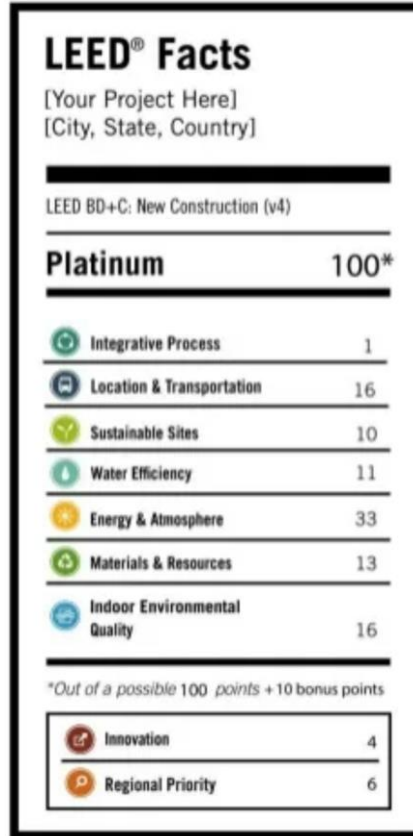 LEED® Facts
[Your Project Here]
[City, State, Country]
LEED BD+C: New Construction (v4)
Platinum 100*
Integrative Process 1
Location & Transportation 16
Sustainable Sites 10
Water Efficiency 11
Energy & Atmosphere 33
Materials & Resources 13
Indoor Environmental
Quality 16
*Out of a possible 100 points + 10 bonus points
Innovation 4
Regional Priority 6